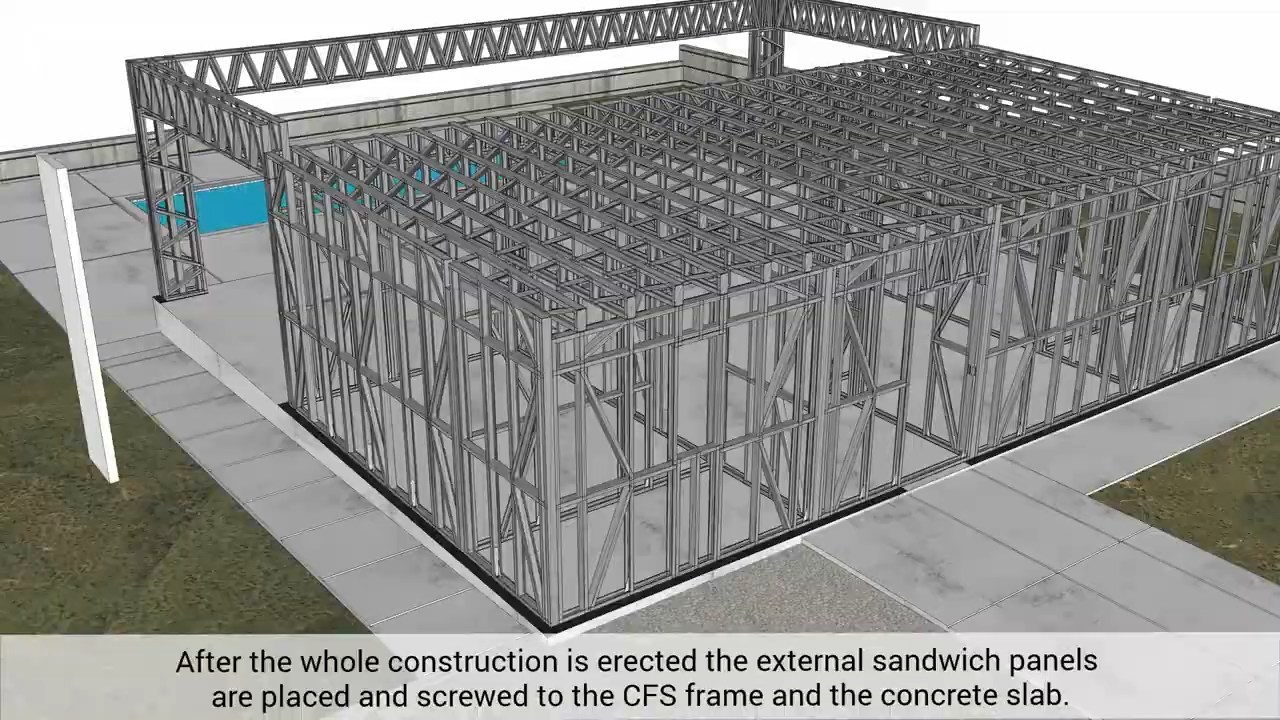 After the whole construction is erected the external sandwich panels
are placed and screwed to the CFS frame and the concrete slab.